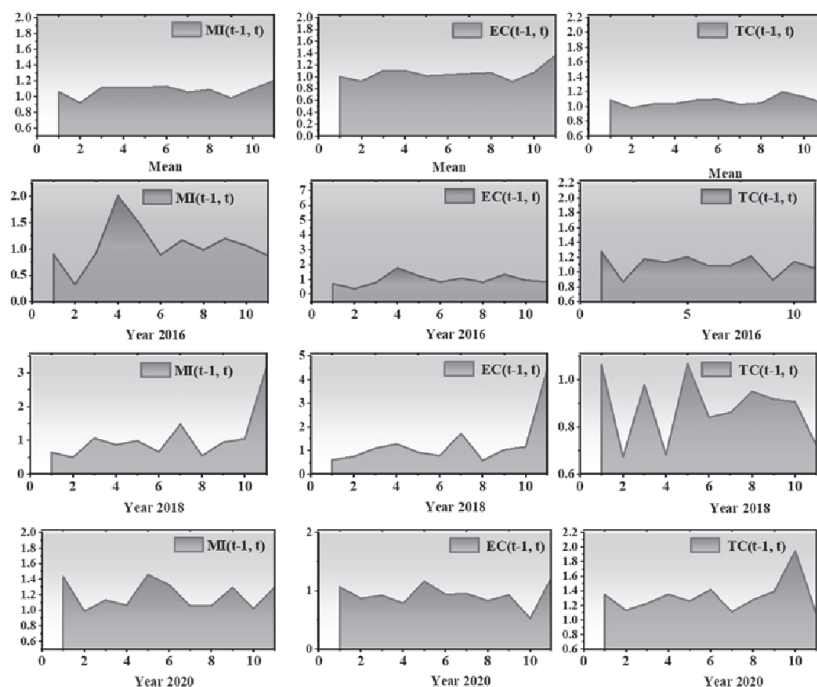 MI(t-1, t)
2.0
1.8
1.6
1.4
1.2
1.0
0.8
0.6
0 2 4 6 8 10
Mean
EC(t-1, t)
2.0
1.8
1.6
1.4
1.2
1.0
0.8
0.6
0 2 4 6 8 10
Mean
TC(t-1, t)
2.2
2.0
1.8
1.6
1.4
1.2
1.0
0.8
0.6
0 2 4 6 8 10
Mean
MI(t-1, t)
2.0
1.5
1.0
0.5
0.0
0 2 4 6 8 10
Year 2016
EC(t-1, t)
7
6
5
4
3
2
1
0
0 2 4 6 8 10
Year 2016
TC(t-1, t)
2.2
2.0
1.8
1.6
1.4
1.2
1.0
0.8
0.6
0 5 10
Year 2016
MI(t-1, t)
3
2
1
0
0 2 4 6 8 10
Year 2018
EC(t-1, t)
5
4
3
2
1
0
0 2 4 6 8 10
Year 2018
TC(t-1, t)
1.0
0.8
0.6
0 2 4 6 8 10
Year 2018
MI(t-1, t)
2.0
1.8
1.6
1.4
1.2
1.0
0.8
0.6
0 2 4 6 8 10
Year 2020
EC(t-1, t)
2
1
0
0 2 4 6 8 10
Year 2020
TC(t-1, t)
2.2
2.0
1.8
1.6
1.4
1.2
1.0
0.8
0.6
0 2 4 6 8 10
Year 2020